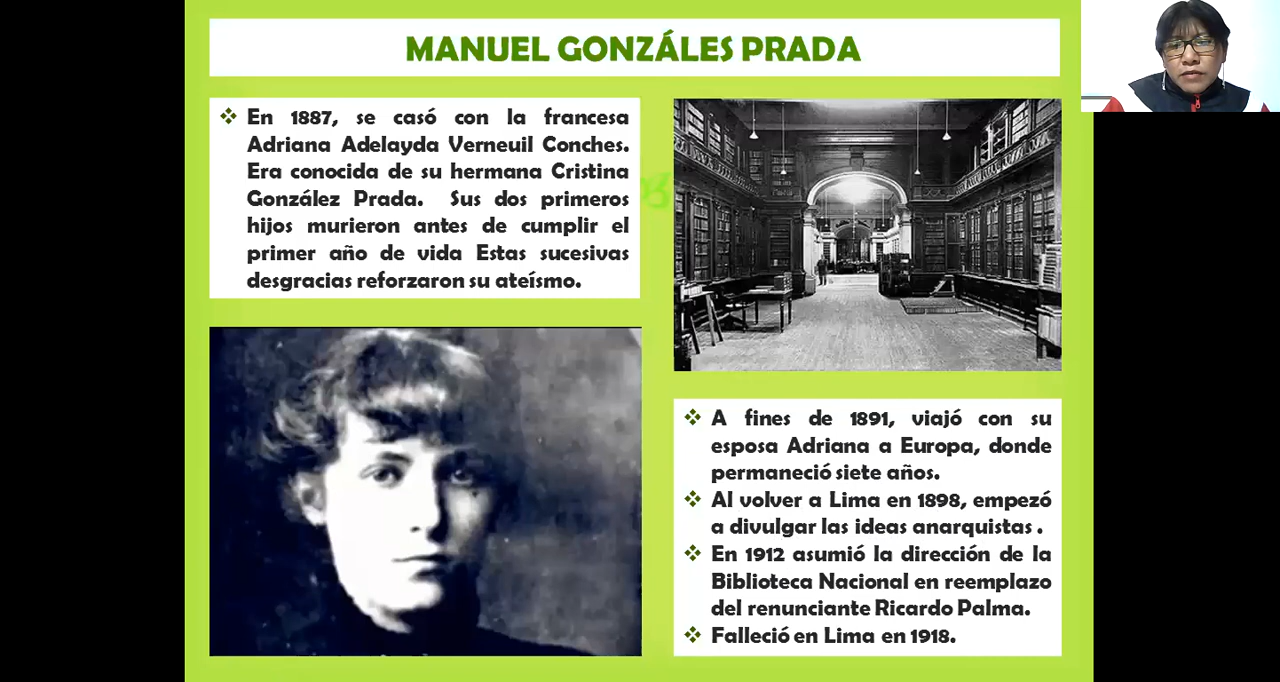 MANUEL GONZÁLES PRADA
En 1887, se casó con la francesa
Adriana Adelayda Verneuil Conches.
Era conocida de su hermana Cristina
González Prada. Sus dos primeros
hijos murieron antes de cumplir el
primer año de vida Estas sucesivas
desgracias reforzaron su ateísmo.
A fines de 1891, viajó con su
esposa Adriana a Europa, donde
permaneció siete años.
Al volver a Lima en 1898, empezó
a divulgar las ideas anarquistas .
En 1912 asumió la dirección de la
Biblioteca Nacional en reemplazo
del renunciante Ricardo Palma.
Falleció en Lima en 1918.